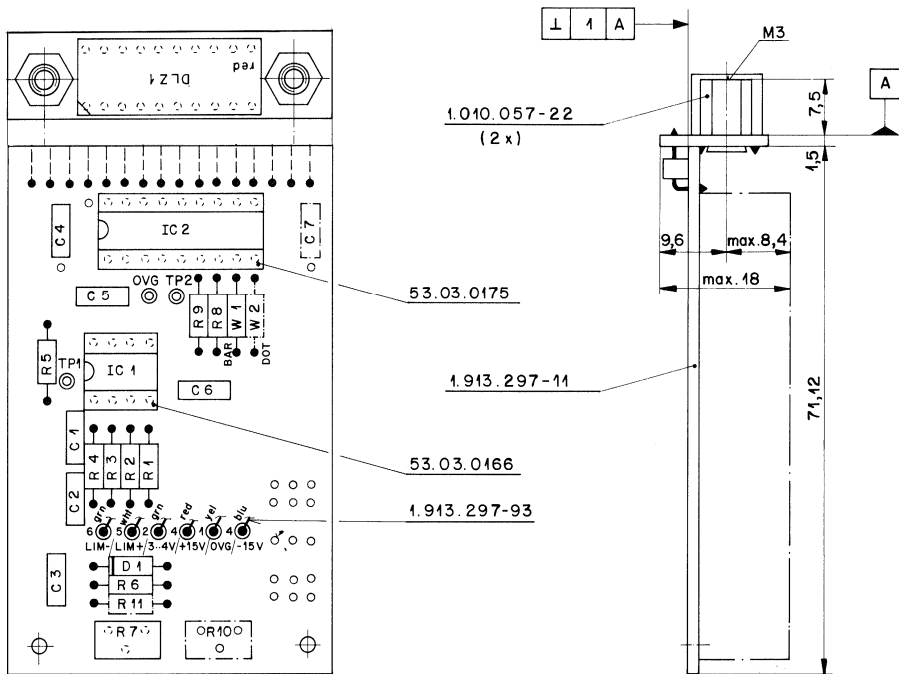 ⊥ 1 A
M3
red
DLZ1
1.010.057-22
(2x)
7,5
A
1,5
C4
IC2
C7
9,6
max.8,4
max.18
OVG TP2
C5
53.03.0175
R9
R8
W1
W2
BAR
DOT
R5
TP1
IC1
C6
1.913.297-11
71,12
C1
R4
R3
R2
R1
53.03.0166
C2
1.913.297-93
grn
wht
grn
red
yel
blu
6 5 2 4 1 4
LIM-/LIM+/3..4V/+15V/OVG/-15V
C3
D1
R6
R11
R7
R10